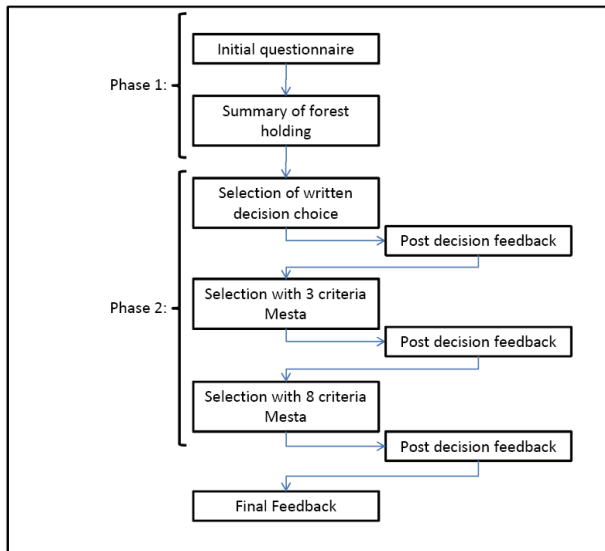 Initial questionnaire
Phase 1:
Summary of forest
holding
Selection of written
decision choice
Post decision feedback
Selection with 3 criteria
Mesta
Phase 2:
Post decision feedback
Selection with 8 criteria
Mesta
Post decision feedback
Final Feedback